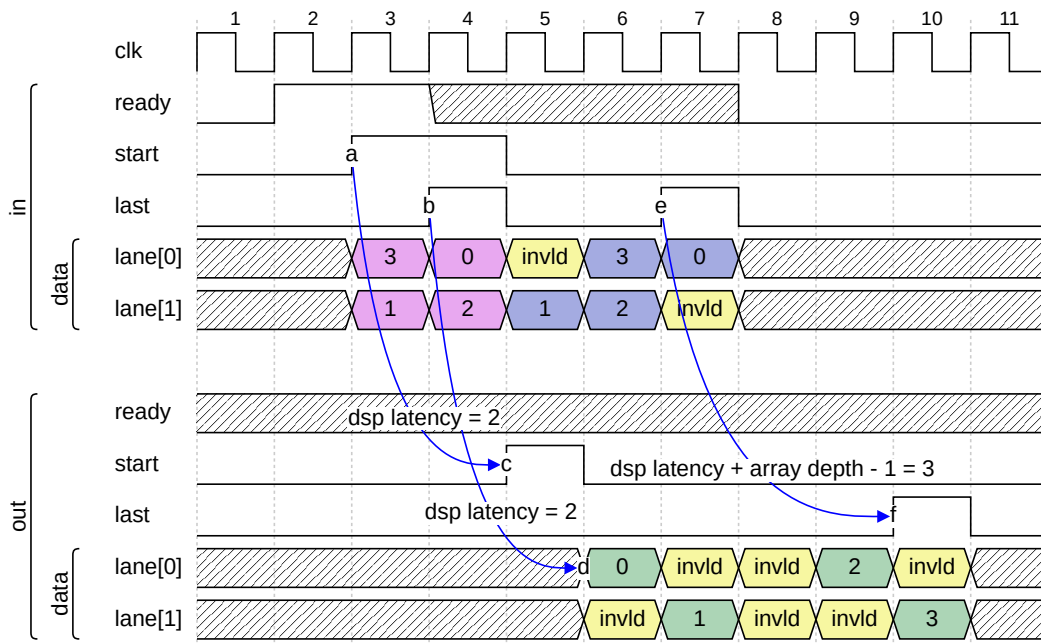 1 2 3 4 5 6 7 8 9 10 11
clk
in
ready
start
a
last
b e
data
lane[0] 3 0 invld 3 0
lane[1] 1 2 1 2 invld
out
ready
dsp latency = 2
start
c
dsp latency + array depth - 1 = 3
last
dsp latency = 2
f
data
lane[0] d 0 invld invld 2 invld
lane[1] invld 1 invld invld 3